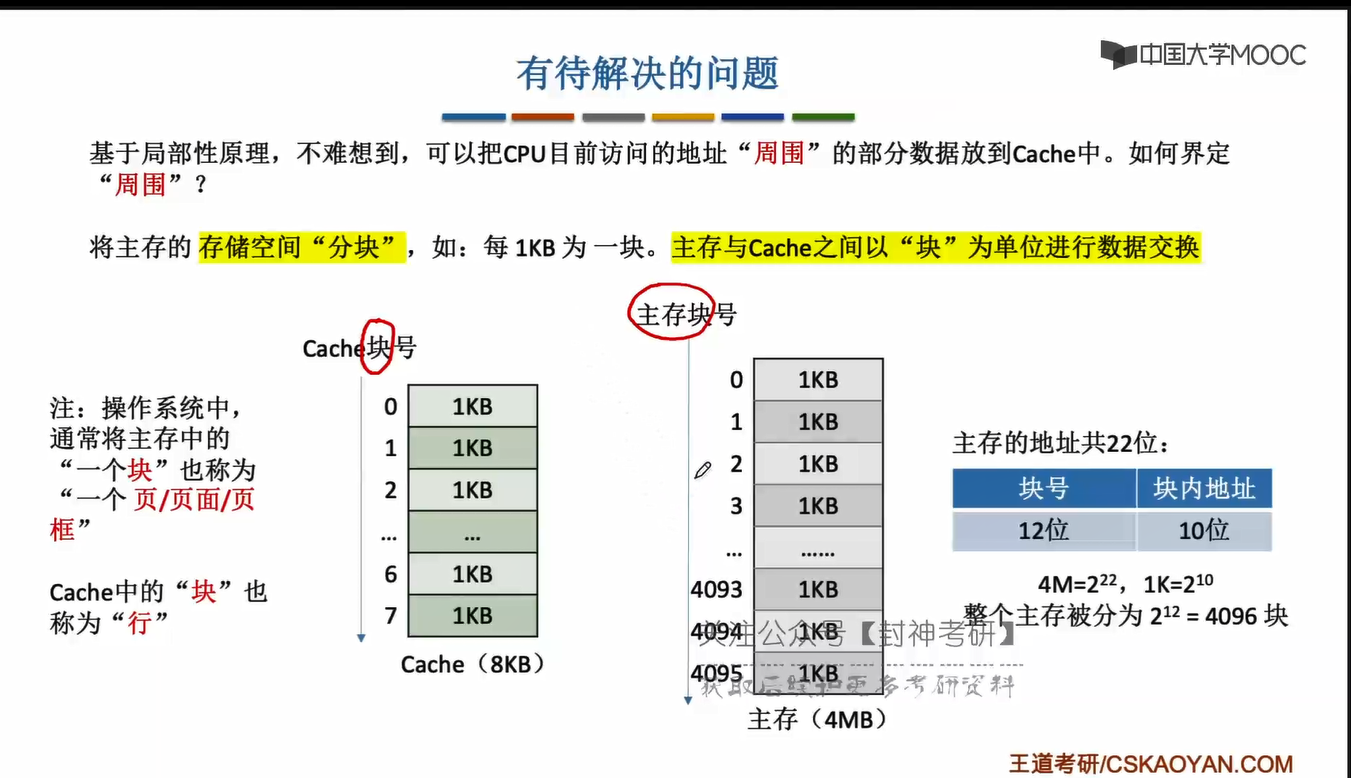 中国大学MOOC
有待解决的问题
基于局部性原理，不难想到，可以把CPU目前访问的地址“周围”的部分数据放到Cache中。如何界定
“周围”？
将主存的 存储空间“分块”，如：每 1KB 为 一块。主存与Cache之间以“块”为单位进行数据交换
注：操作系统中，
通常将主存中的
“一个块”也称为
“一个 页/页面/页
框”
Cache中的“块”也
称为“行”
Cache块号
0 1KB
1 1KB
2 1KB
... ...
6 1KB
7 1KB
Cache（8KB）
主存块号
0 1KB
1 1KB
2 1KB
3 1KB
... ......
4093 1KB
4094 1KB
4095 1KB
主存（4MB）
主存的地址共22位：
块号 块内地址
12位 10位
4M=2²²，1K=2¹⁰
整个主存被分为 2¹² = 4096 块
关注公众号【封神考研】
获取后续和更多考研资料
王道考研/CSKAOYAN.COM